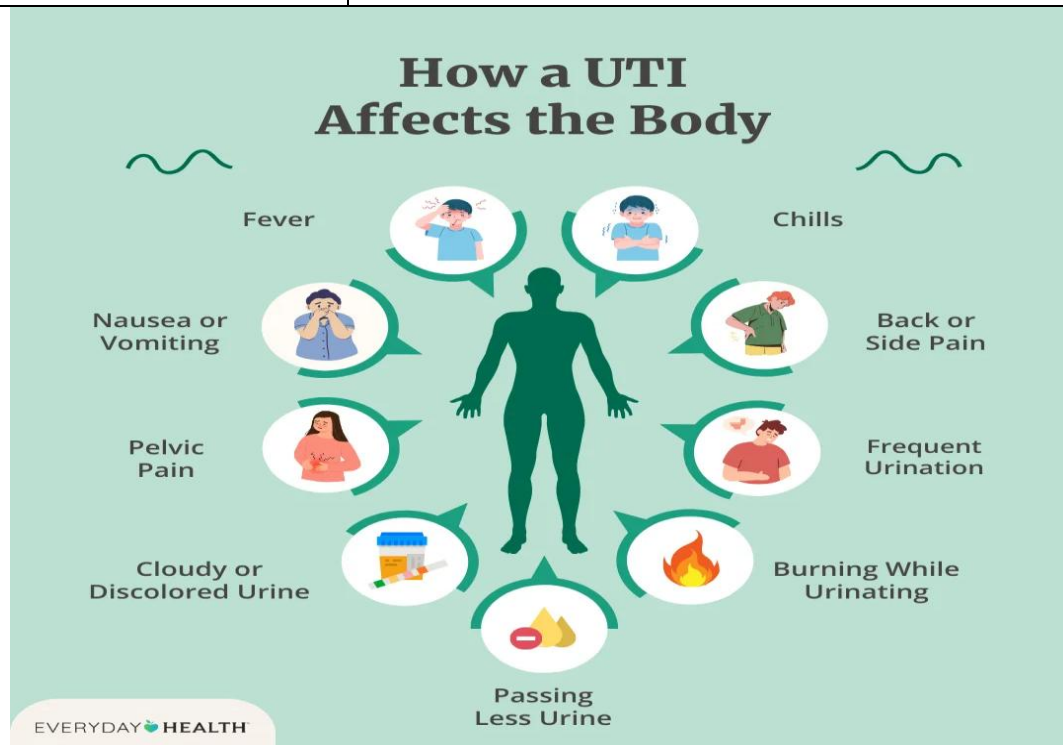 How a UTI
Affects the Body
Fever
Chills
Nausea or
Vomiting
Back or
Side Pain
Pelvic
Pain
Frequent
Urination
Cloudy or
Discolored Urine
Burning While
Urinating
Passing
Less Urine
EVERYDAY HEALTH